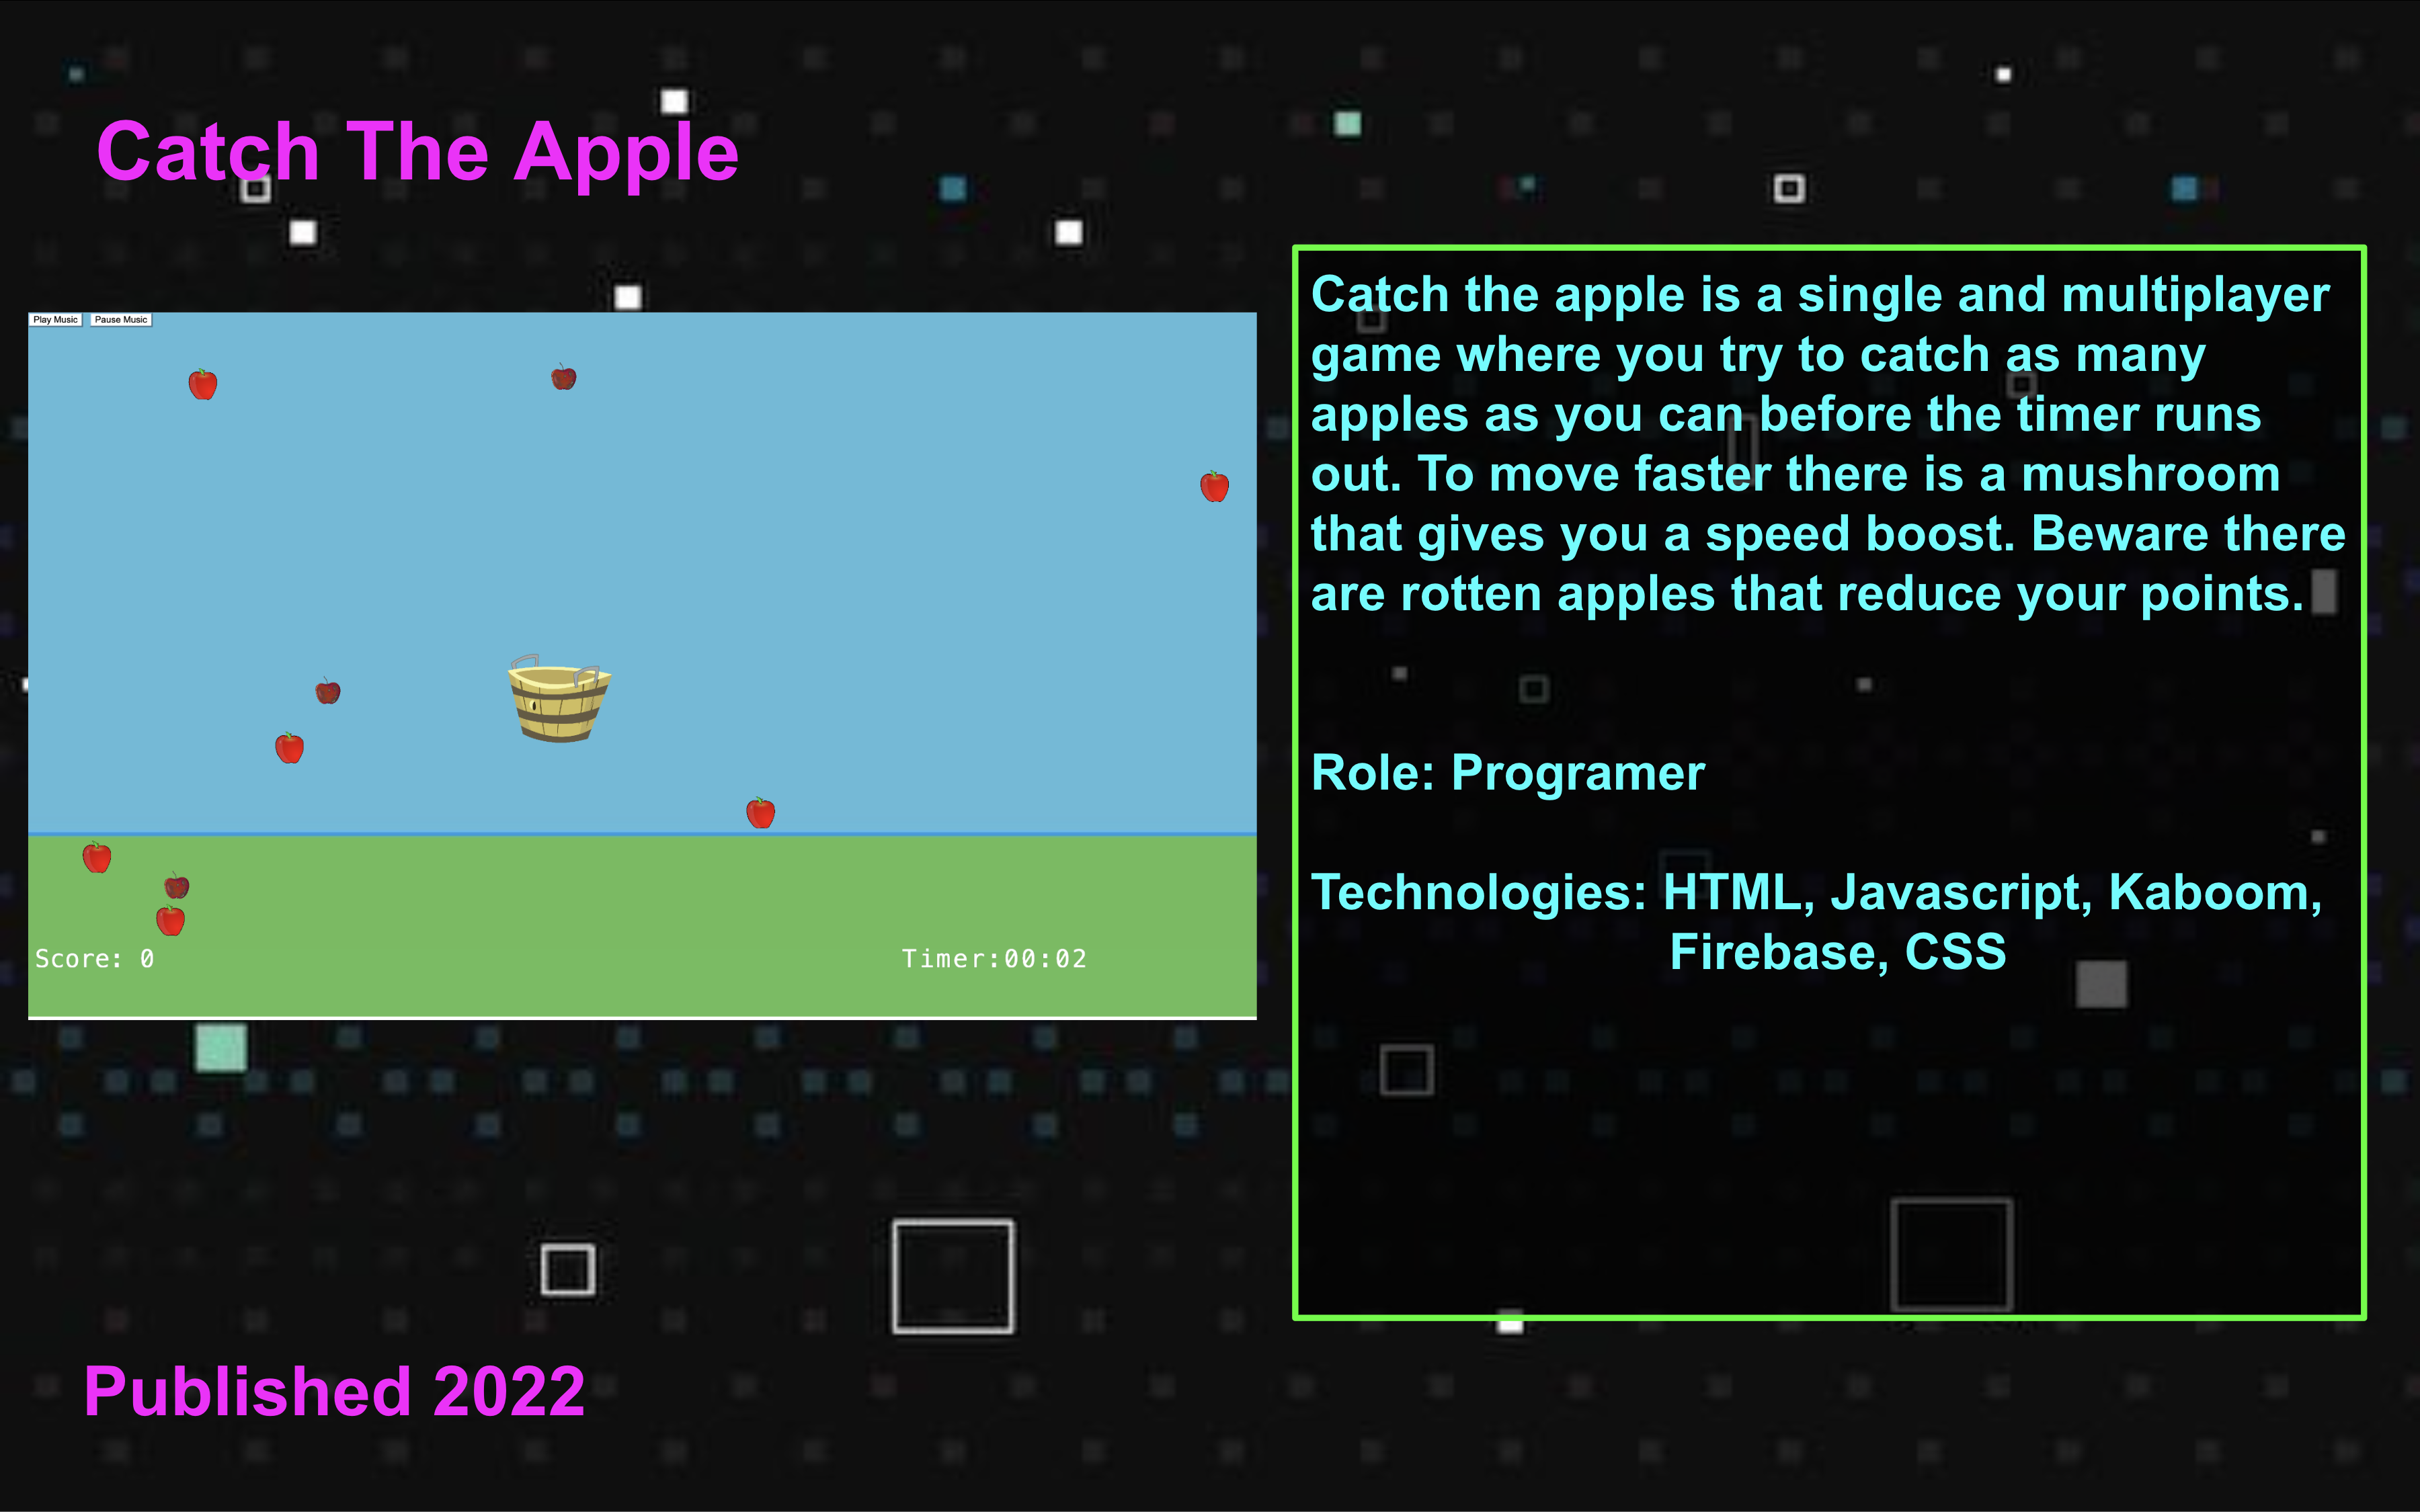 Catch The Apple
Play Music Pause Music
Score: 0 Timer:00:02
Catch the apple is a single and multiplayer
game where you try to catch as many
apples as you can before the timer runs
out. To move faster there is a mushroom
that gives you a speed boost. Beware there
are rotten apples that reduce your points.
Role: Programer
Technologies: HTML, Javascript, Kaboom,
Firebase, CSS
Published 2022